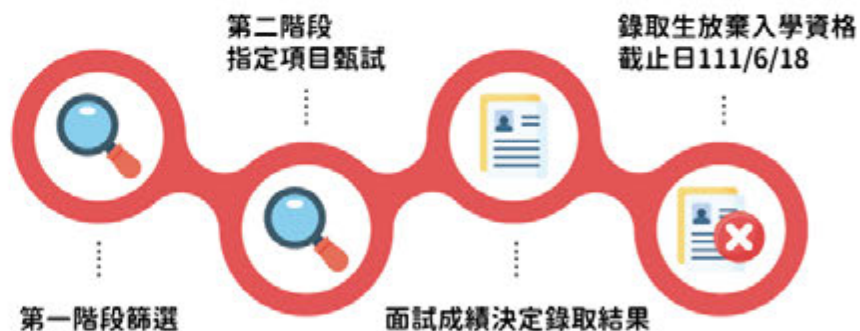 第二階段
指定項目甄試
錄取生放棄入學資格
截止日111/6/18
第一階段篩選
面試成績決定錄取結果